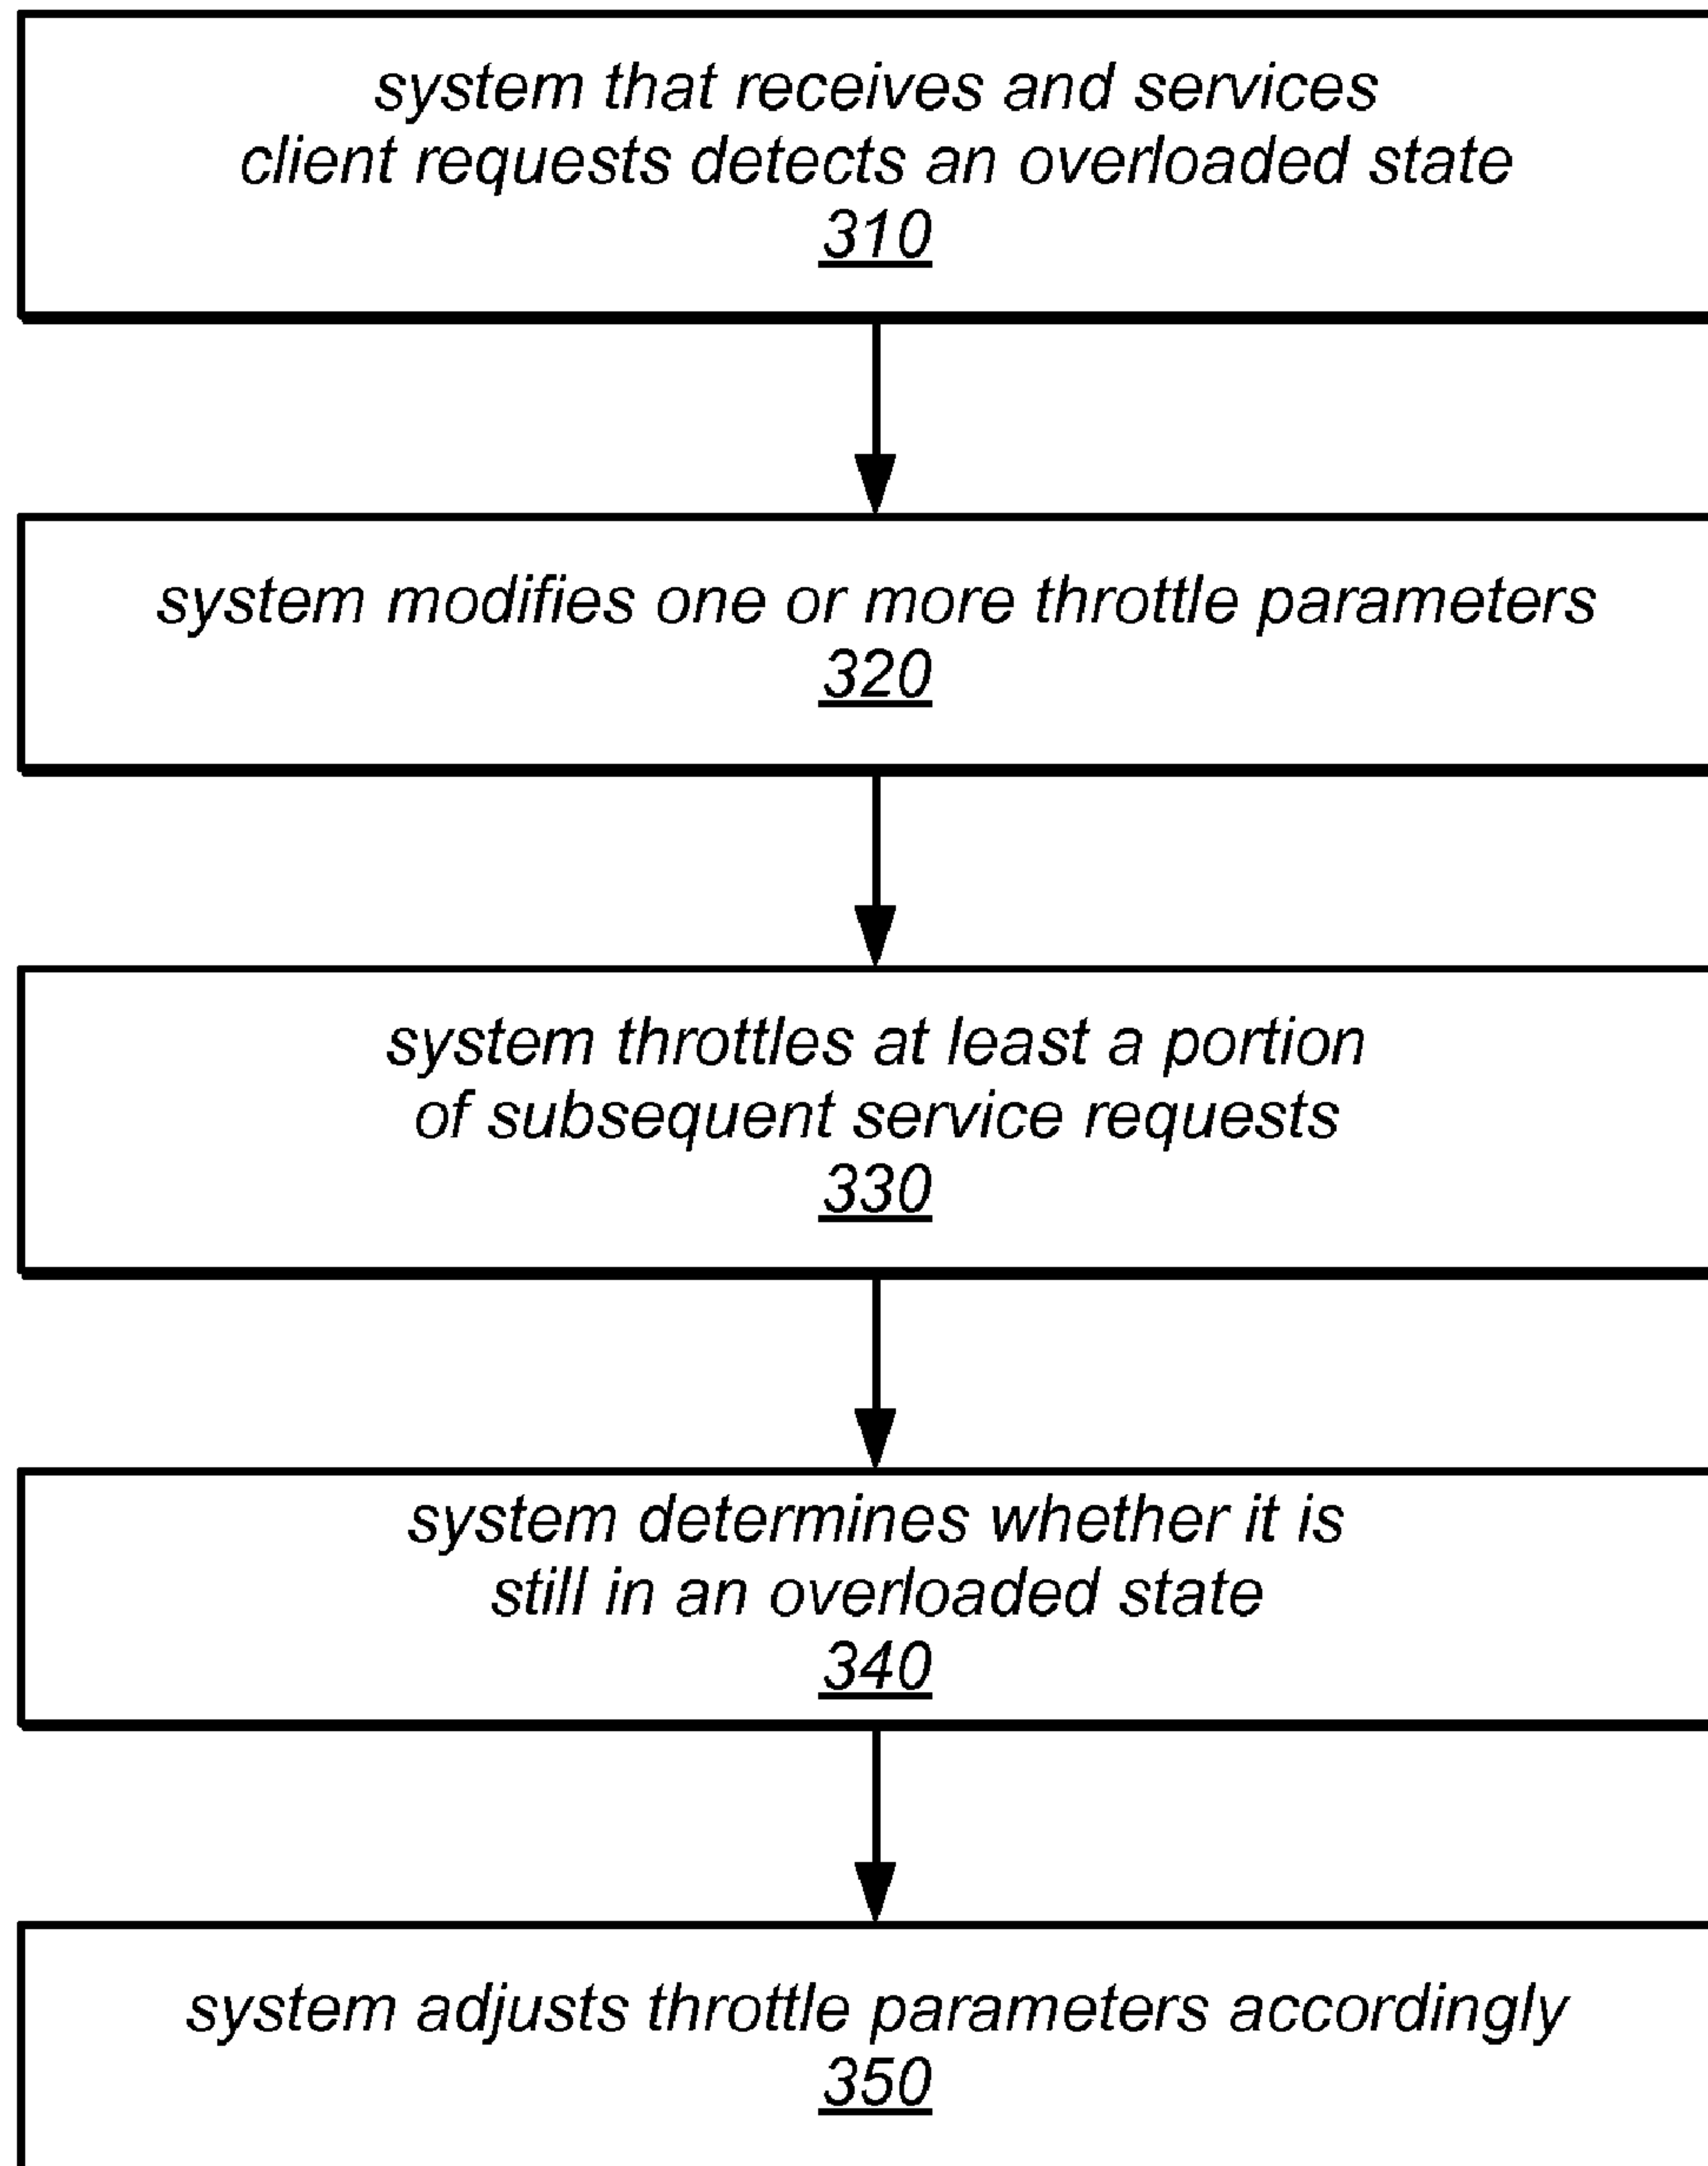 system that receives and services
client requests detects an overloaded state
310
system modifies one or more throttle parameters
320
system throttles at least a portion
of subsequent service requests
330
system determines whether it is
still in an overloaded state
340
system adjusts throttle parameters accordingly
350